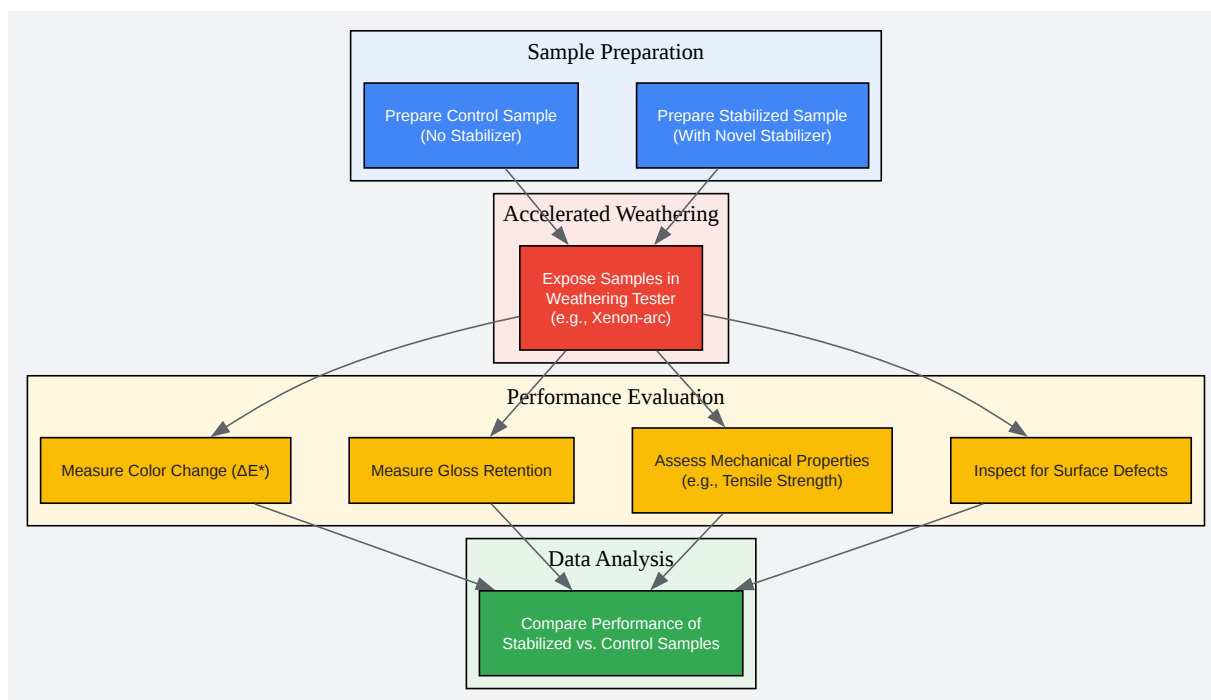 Sample Preparation
Prepare Control Sample
(No Stabilizer)
Prepare Stabilized Sample
(With Novel Stabilizer)
Accelerated Weathering
Expose Samples in
Weathering Tester
(e.g., Xenon-arc)
Performance Evaluation
Measure Color Change (ΔE*)
Measure Gloss Retention
Assess Mechanical Properties
(e.g., Tensile Strength)
Inspect for Surface Defects
Data Analysis
Compare Performance of
Stabilized vs. Control Samples